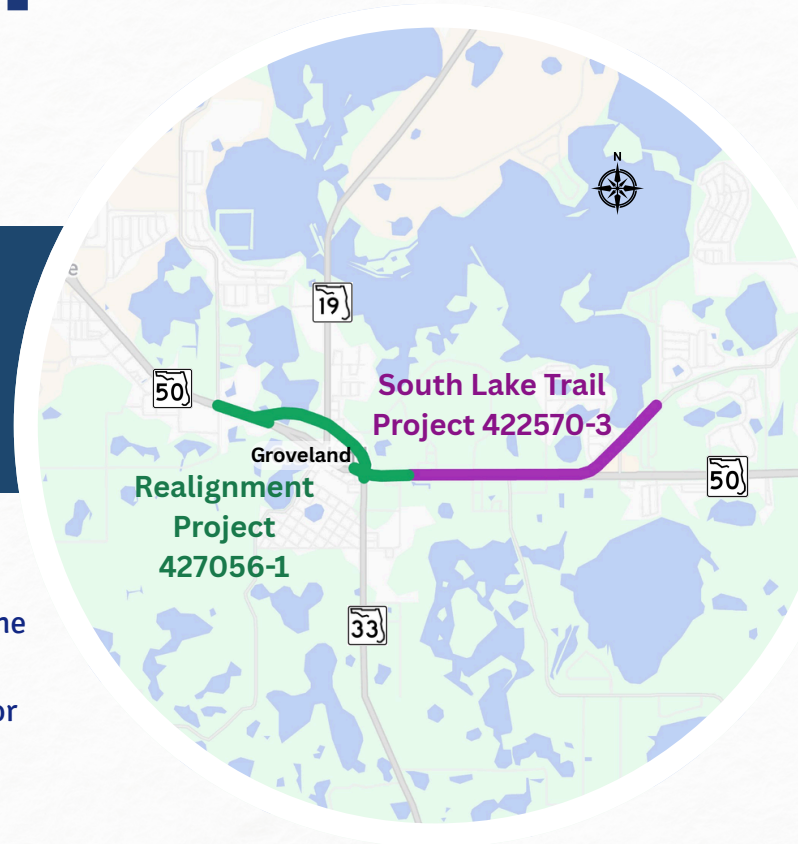 N
e
19
50
South Lake Trail
Project 422570-3
Groveland
50
Realignment
Project
427056-1
33